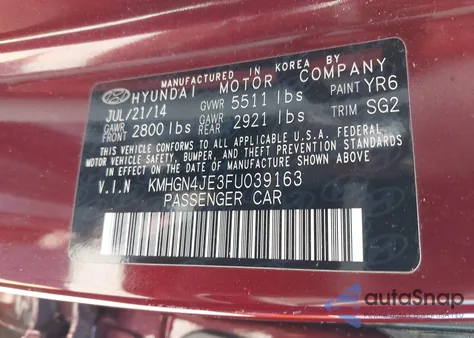 MANUFACTURED IN KOREA BY
HYUNDAI MOTOR COMPANY
JUL/21/14 GVWR 5511 lbs PAINT YR6
GAWR FRONT 2800 lbs GAWR REAR 2921 lbs TRIM SG2
THIS VEHICLE CONFORMS TO ALL APPLICABLE U.S.A. FEDERAL
MOTOR VEHICLE SAFETY, BUMPER, AND THEFT PREVENTION STANDARDS
IN EFFECT ON THE DATE OF MANUFACTURE SHOWN ABOVE.
V.I.N KMHGN4JE3FU039163
PASSENGER CAR
autoSnap